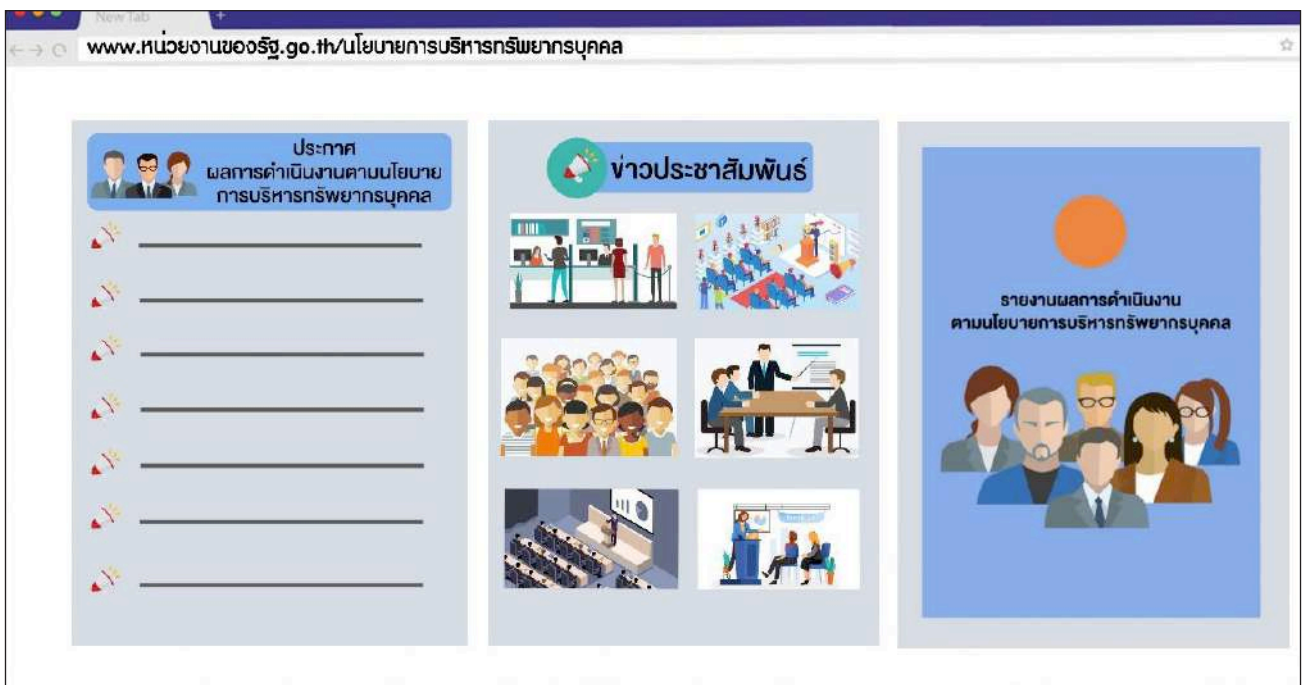 New Tab
www.หน่วยงานของรัฐ.go.th/นโยบายการบริหารทรัพยากรบุคคล
ประกาศ
ผลการดำเนินงานตามนโยบาย
การบริหารทรัพยากรบุคคล
ข่าวประชาสัมพันธ์
รายงานผลการดำเนินงาน
ตามนโยบายการบริหารทรัพยากรบุคคล